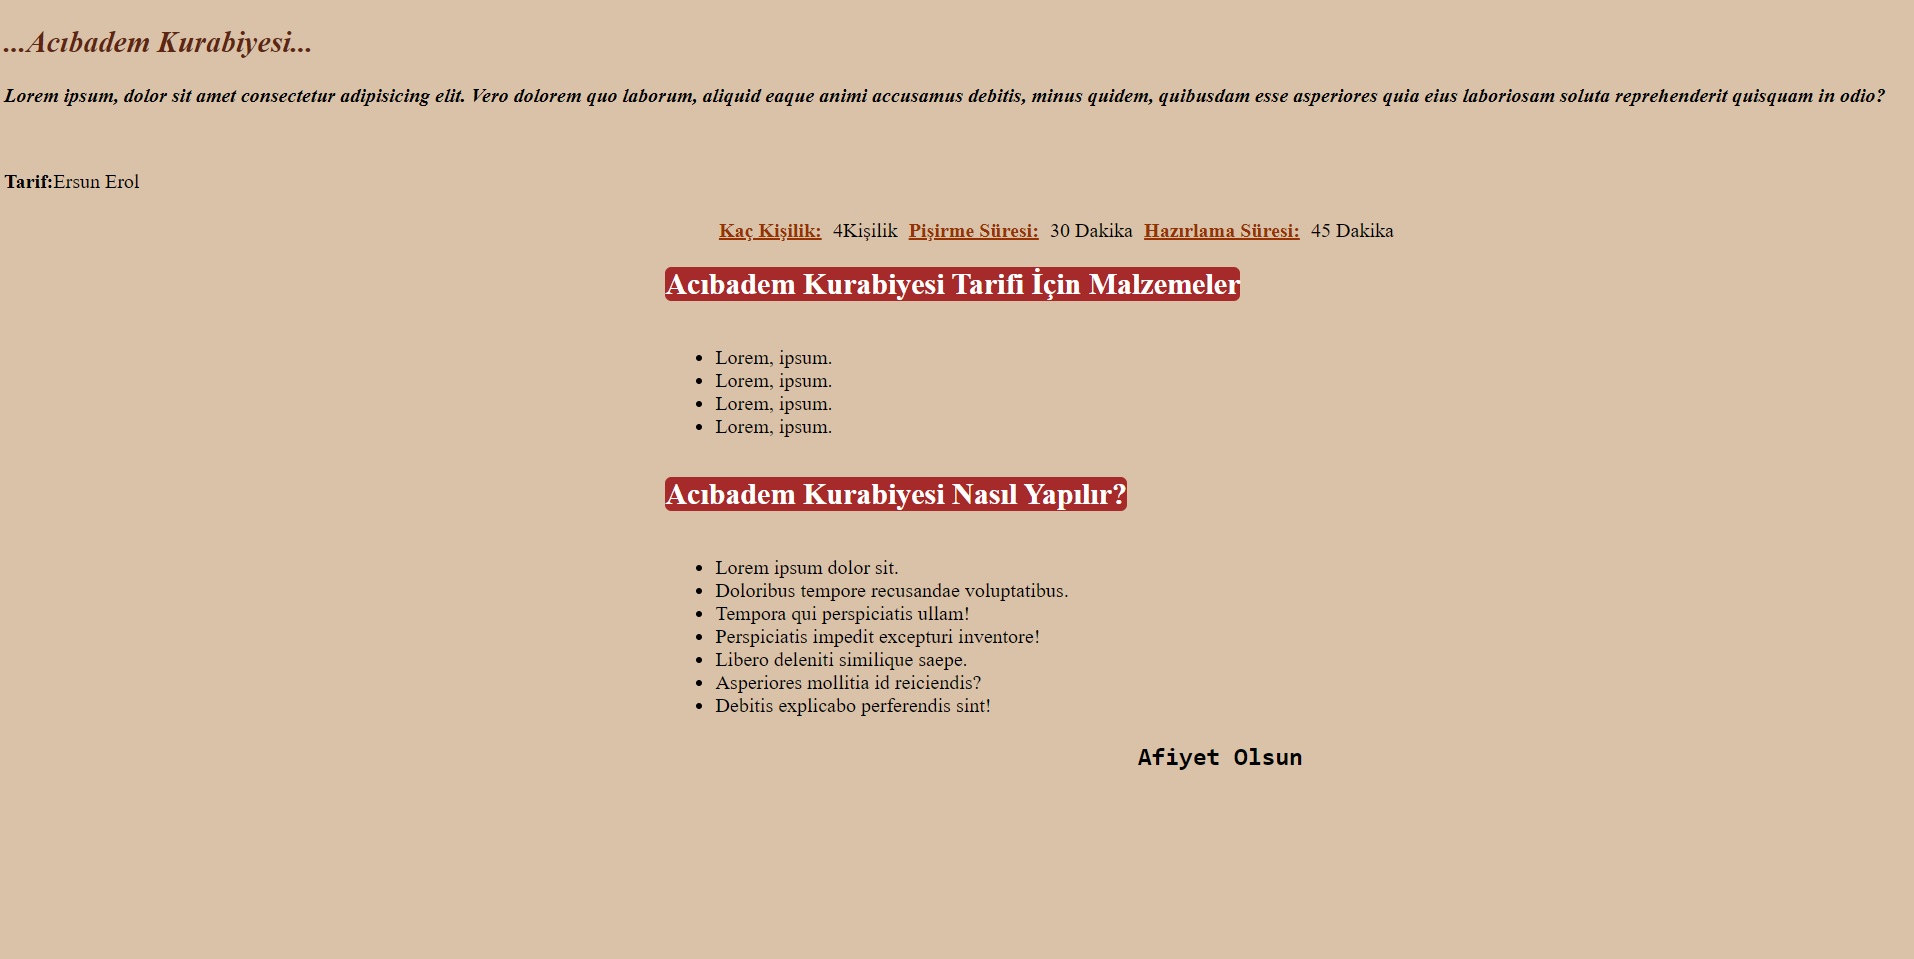 ...Acıbadem Kurabiyesi...
Lorem ipsum, dolor sit amet consectetur adipisicing elit. Vero dolorem quo laborum, aliquid eaque animi accusamus debitis, minus quidem, quibusdam esse asperiores quia eius laboriosam soluta reprehenderit quisquam in odio?
Tarif:Ersun Erol
Kaç Kişilik: 4Kişilik Pişirme Süresi: 30 Dakika Hazırlama Süresi: 45 Dakika
Acıbadem Kurabiyesi Tarifi İçin Malzemeler
• Lorem, ipsum.
• Lorem, ipsum.
• Lorem, ipsum.
• Lorem, ipsum.
Acıbadem Kurabiyesi Nasıl Yapılır?
• Lorem ipsum dolor sit.
• Doloribus tempore recusandae voluptatibus.
• Tempora qui perspiciatis ullam!
• Perspiciatis impedit excepturi inventore!
• Libero deleniti similique saepe.
• Asperiores mollitia id reiciendis?
• Debitis explicabo perferendis sint!
Afiyet Olsun